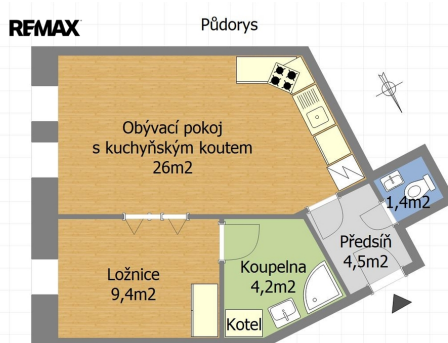 RE/MAX
Půdorys
Obývací pokoj
s kuchyňským koutem
26m2
1,4m2
Předsíň
4,5m2
Ložnice
9,4m2
Koupelna
4,2m2
Kotel